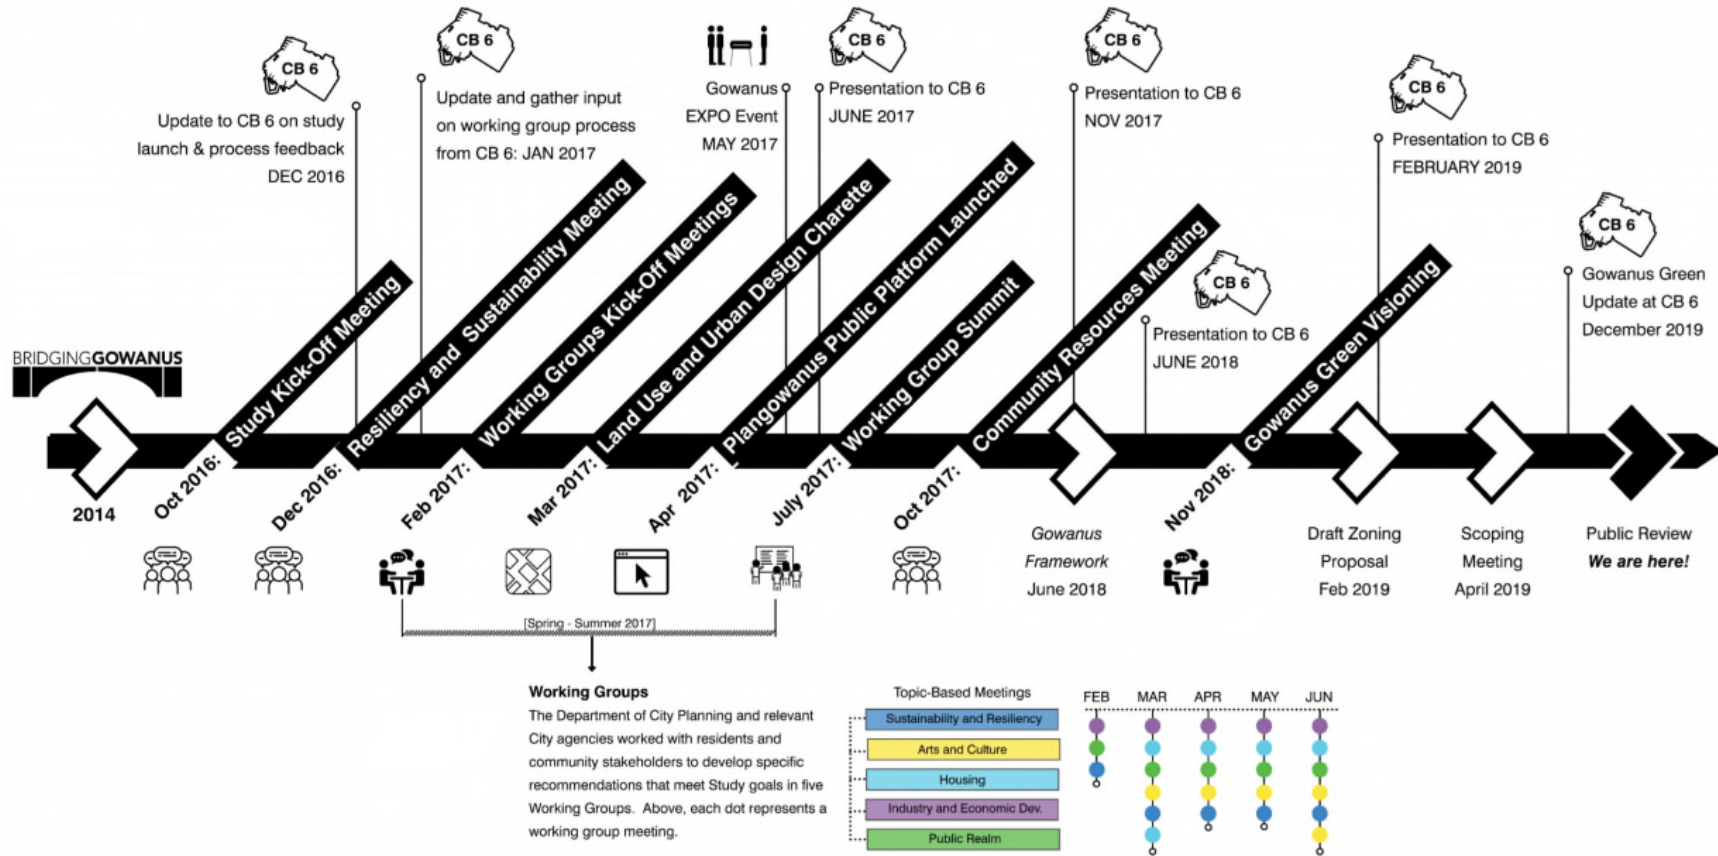 CB 6
Update to CB 6 on study
launch & process feedback
DEC 2016
CB 6
Update and gather input
on working group process
from CB 6: JAN 2017
Gowanus
EXPO Event
MAY 2017
CB 6
Presentation to CB 6
JUNE 2017
CB 6
Presentation to CB 6
NOV 2017
CB 6
Presentation to CB 6
JUNE 2018
CB 6
Presentation to CB 6
FEBRUARY 2019
CB 6
Gowanus Green
Update at CB 6
December 2019
BRIDGINGGOWANUS
2014
Oct 2016: Study Kick-Off Meeting
Dec 2016: Resiliency and Sustainability Meeting
Feb 2017: Working Groups Kick-Off Meetings
Mar 2017: Land Use and Urban Design Charette
Apr 2017: Plangowanus Public Platform Launched
July 2017: Working Group Summit
Oct 2017: Community Resources Meeting
Gowanus
Framework
June 2018
Nov 2018: Gowanus Green Visioning
Draft Zoning
Proposal
Feb 2019
Scoping
Meeting
April 2019
Public Review
We are here!
[Spring - Summer 2017]
Working Groups
The Department of City Planning and relevant
City agencies worked with residents and
community stakeholders to develop specific
recommendations that meet Study goals in five
Working Groups. Above, each dot represents a
working group meeting.
Topic-Based Meetings
Sustainability and Resiliency
Arts and Culture
Housing
Industry and Economic Dev.
Public Realm
FEB MAR APR MAY JUN